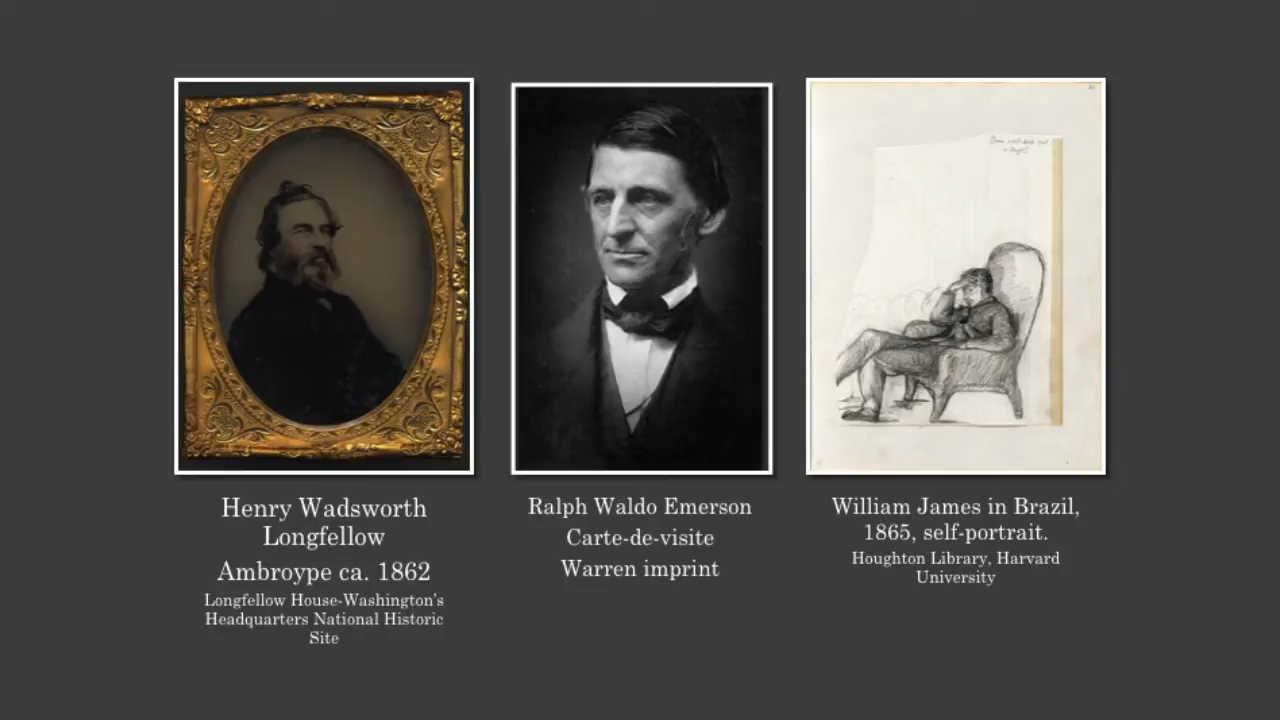 Henry Wadsworth
Longfellow
Ambroype ca. 1862
Longfellow House-Washington's
Headquarters National Historic
Site
Ralph Waldo Emerson
Carte-de-visite
Warren imprint
William James in Brazil,
1865, self-portrait.
Houghton Library, Harvard
University